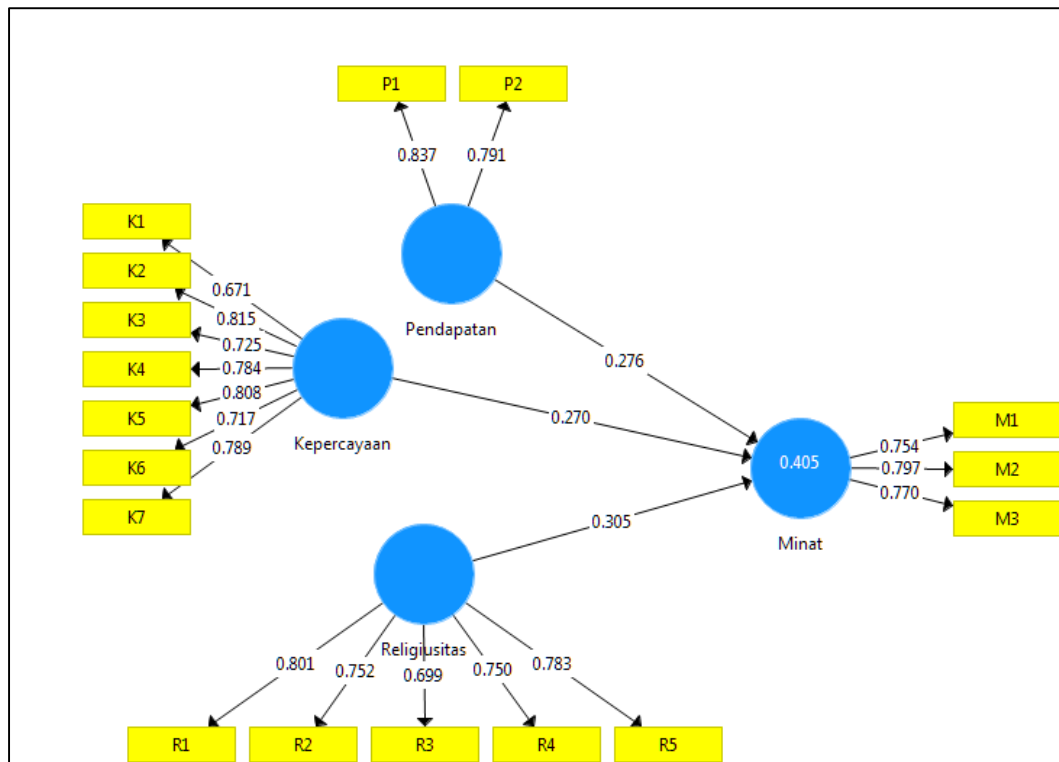 P1 P2
0.837 0.791
K1
K2
K3
K4
K5
K6
K7
0.671
0.815
0.725
0.784
0.808
0.717
0.789
Pendapatan
Kepercayaan
0.276
0.270
0.305
0.405
Minat
0.754
0.797
0.770
M1
M2
M3
Religiusitas
0.801 0.752 0.699 0.750 0.783
R1 R2 R3 R4 R5